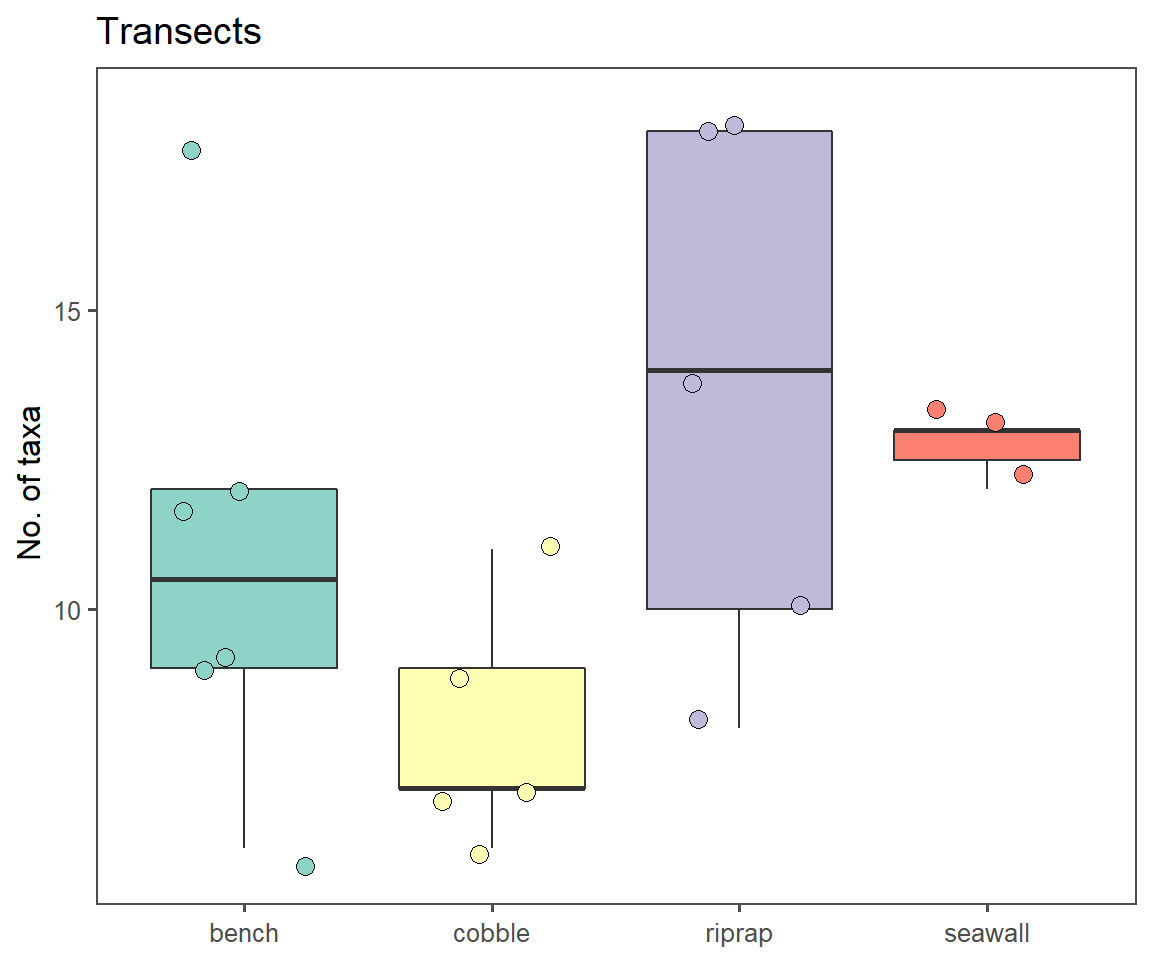 Transects
No. of taxa
15
10
bench
cobble
riprap
seawall